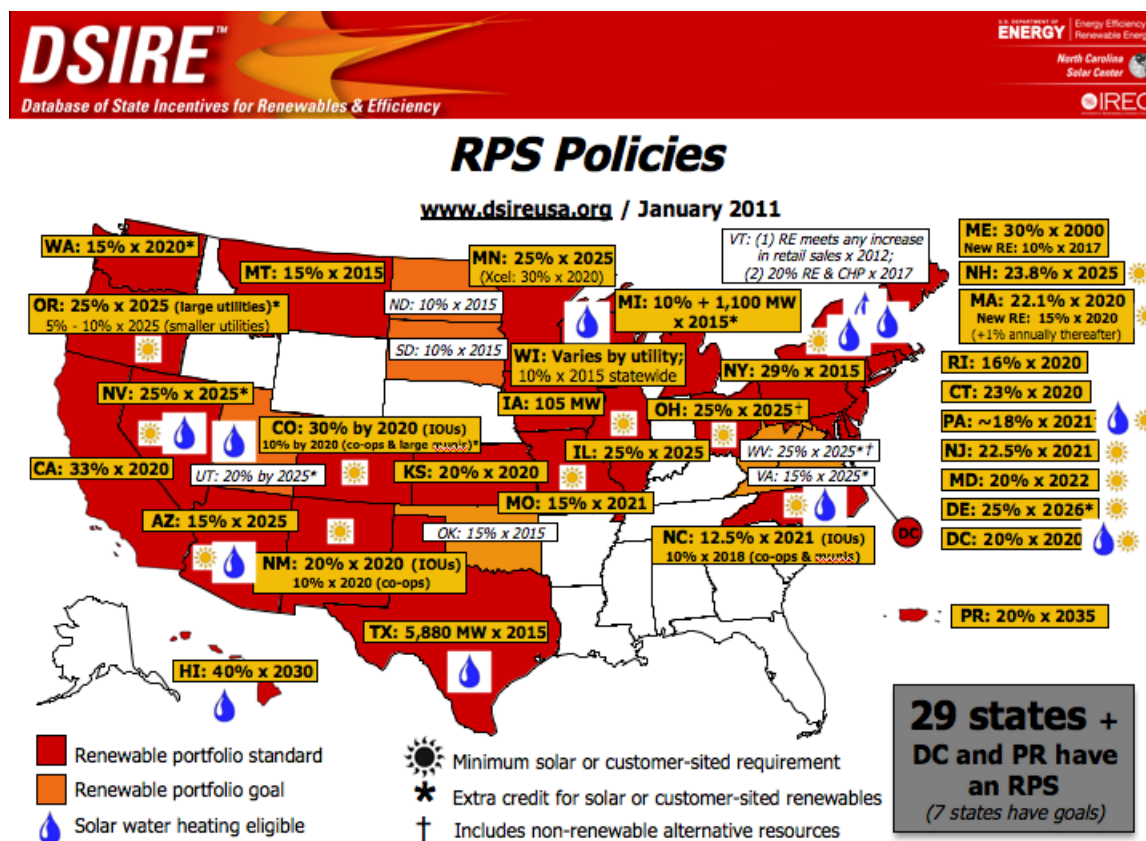 DSIRE™
Database of State Incentives for Renewables & Efficiency
U.S. DEPARTMENT OF
ENERGY
Energy Efficiency
Renewable Energ
North Carolina
Solar Center
IREC
RPS Policies
www.dsireusa.org / January 2011
WA: 15% x 2020*
MT: 15% x 2015
MN: 25% x 2025
(Xcel: 30% x 2020)
VT: (1) RE meets any increase
in retail sales x 2012;
(2) 20% RE & CHP x 2017
ME: 30% x 2000
New RE: 10% x 2017
NH: 23.8% x 2025
OR: 25% x 2025 (large utilities)*
5% - 10% x 2025 (smaller utilities)
ND: 10% x 2015
MI: 10% + 1,100 MW
x 2015*
MA: 22.1% x 2020
New RE: 15% x 2020
(+1% annually thereafter)
SD: 10% x 2015
WI: Varies by utility;
10% x 2015 statewide
NY: 29% x 2015
RI: 16% x 2020
NV: 25% x 2025*
IA: 105 MW
OH: 25% x 2025†
CT: 23% x 2020
CO: 30% by 2020 (IOUs)
10% by 2020 (co-ops & large munis)*
PA: ~18% x 2021
IL: 25% x 2025
WV: 25% x 2025*†
NJ: 22.5% x 2021
CA: 33% x 2020
UT: 20% by 2025*
KS: 20% x 2020
VA: 15% x 2025*
MD: 20% x 2022
MO: 15% x 2021
DE: 25% x 2026*
AZ: 15% x 2025
OK: 15% x 2015
NC: 12.5% x 2021 (IOUs)
10% x 2018 (co-ops & munis)
DC
DC: 20% x 2020
NM: 20% x 2020 (IOUs)
10% x 2020 (co-ops)
PR: 20% x 2035
TX: 5,880 MW x 2015
HI: 40% x 2030
29 states +
DC and PR have
an RPS
(7 states have goals)
Renewable portfolio standard
Renewable portfolio goal
Solar water heating eligible
Minimum solar or customer-sited requirement
* Extra credit for solar or customer-sited renewables
† Includes non-renewable alternative resources